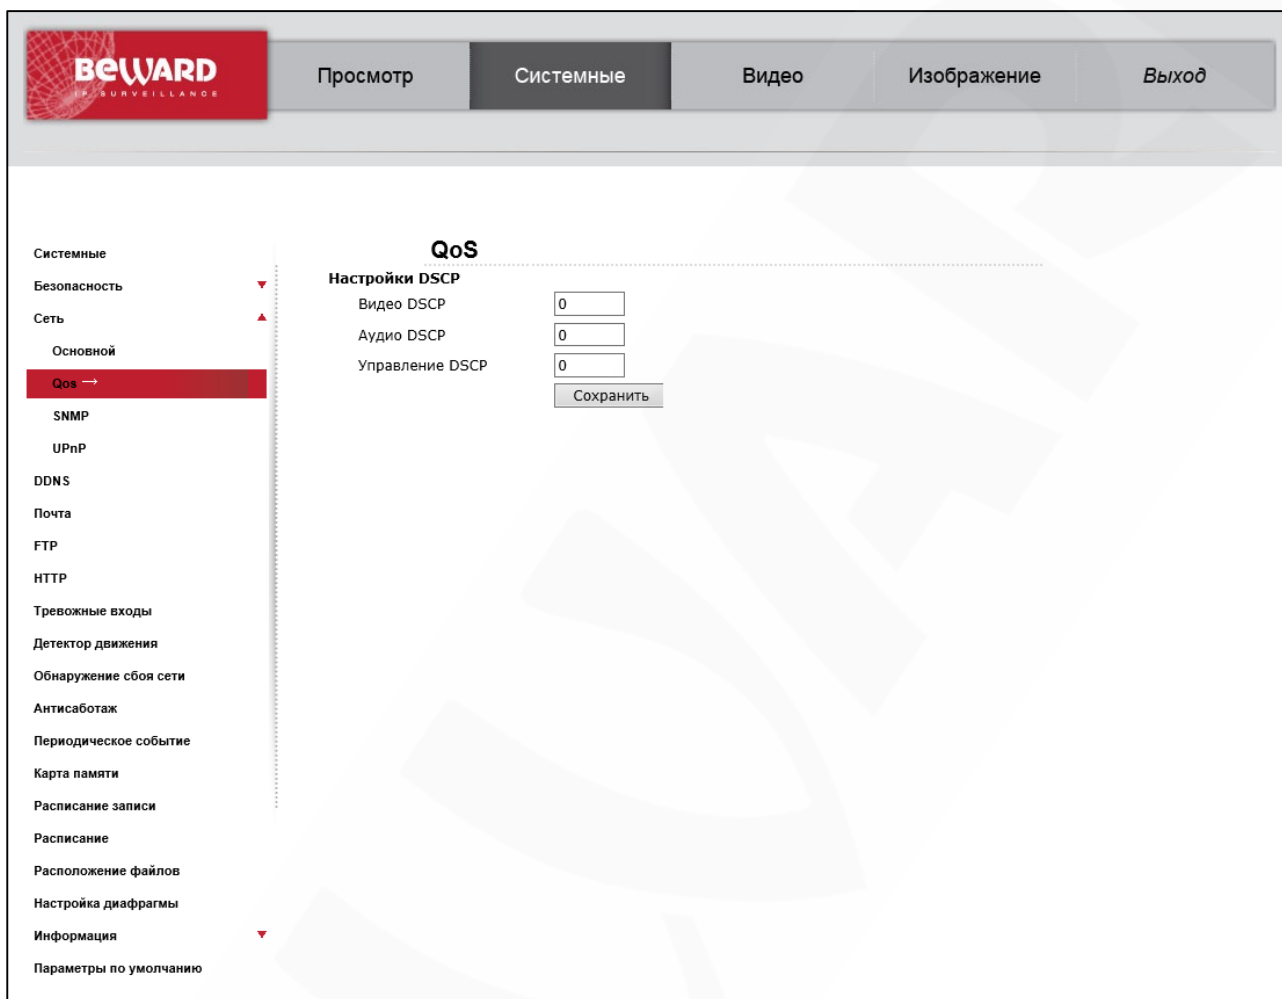 BEWARD
IP SURVEILLANCE
Просмотр
Системные
Видео
Изображение
Выход
Системные
Безопасность
Сеть
Основной
Qos →
SNMP
UPnP
DDNS
Почта
FTP
HTTP
Тревожные входы
Детектор движения
Обнаружение сбоя сети
Антисаботаж
Периодическое событие
Карта памяти
Расписание записи
Расписание
Расположение файлов
Настройка диафрагмы
Информация
Параметры по умолчанию
QoS
Настройки DSCP
Видео DSCP 0
Аудио DSCP 0
Управление DSCP 0
Сохранить